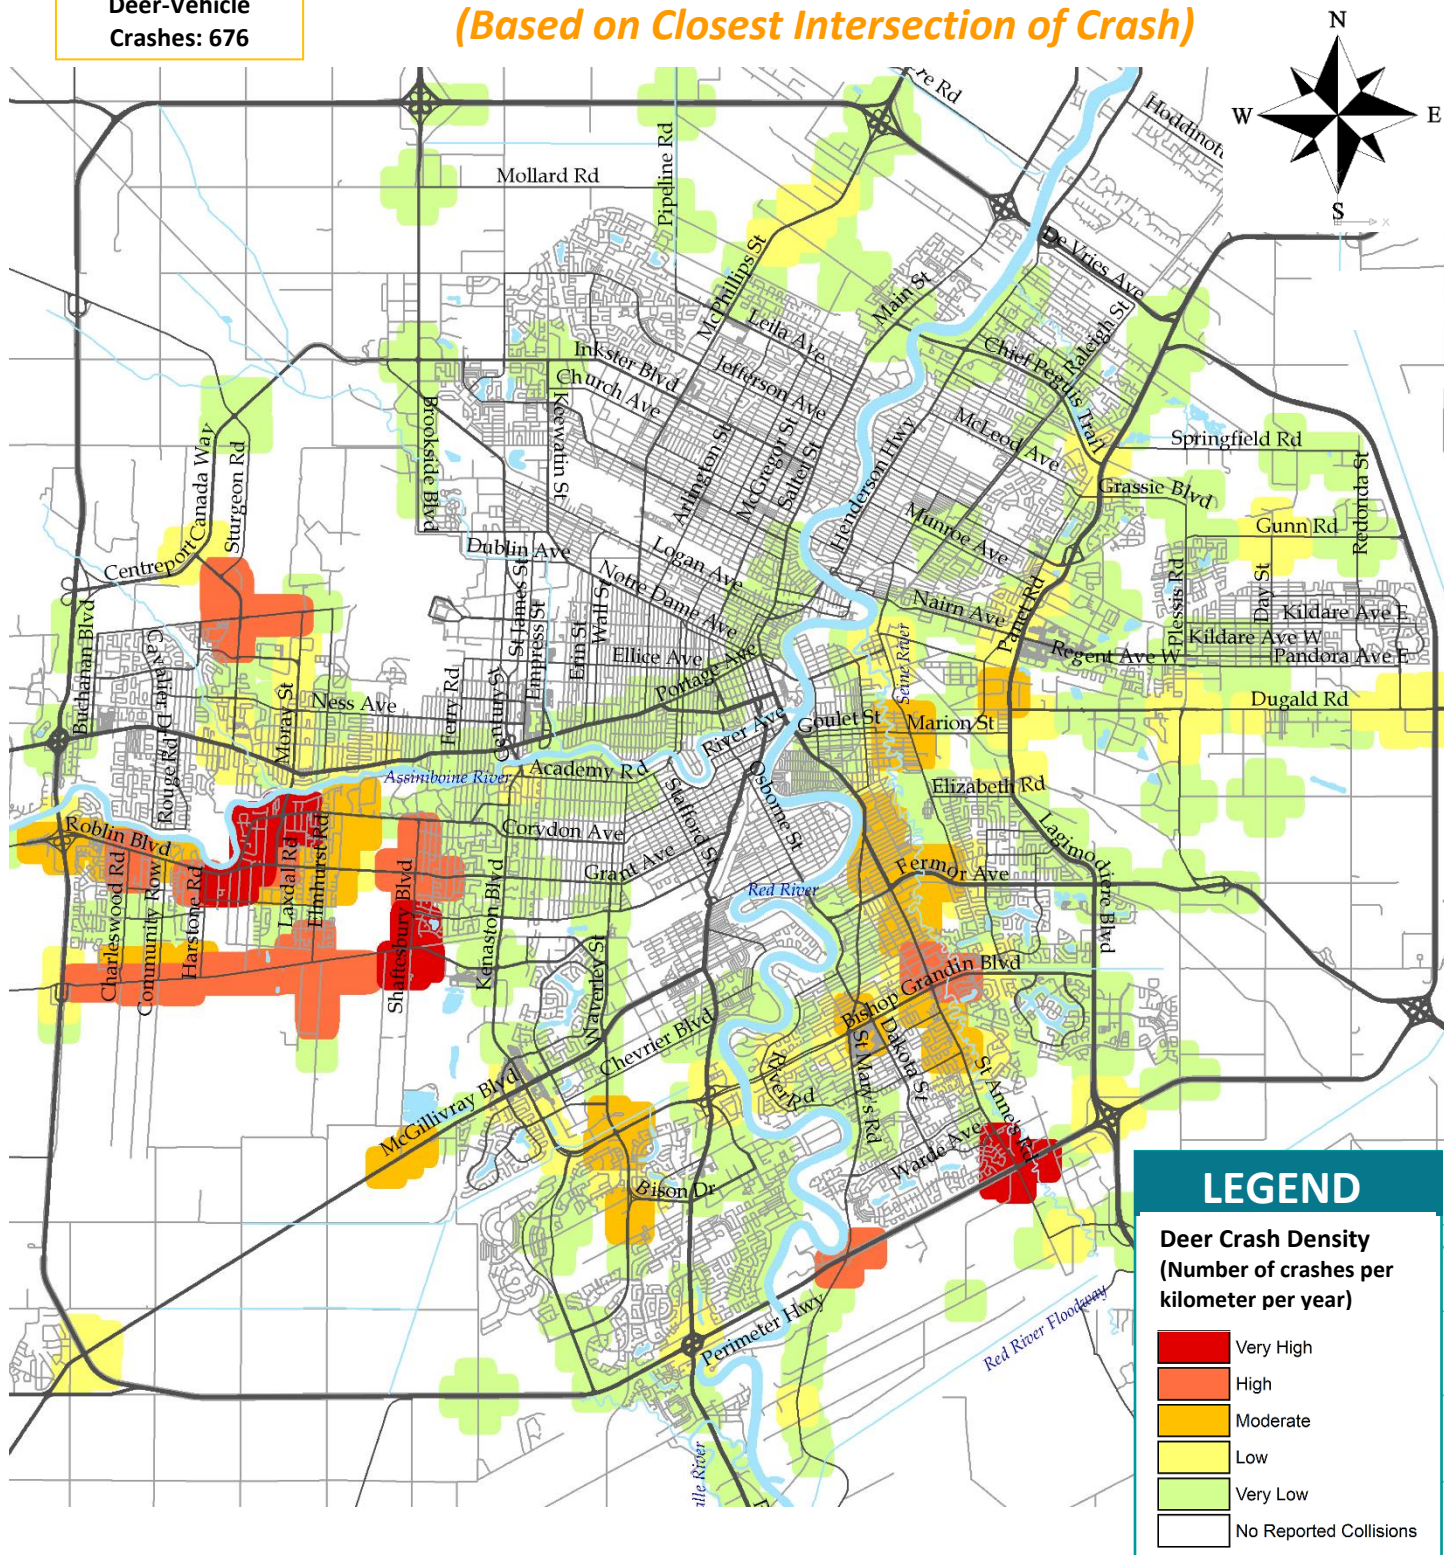 Deer-Vehicle
Crashes: 676
(Based on Closest Intersection of Crash)
N
W
E
S
re Rd
Hoddinott
Mollard Rd
Pipeline Rd
De Vries Ave
McPhillips St
Main St
Leila Ave
Raleigh St
Chief Peguis Trail
Inkster Blvd
Jefferson Ave
Church Ave
Keewatin St
Brookside Blvd
McLeod Ave
Springfield Rd
Redonda St
Henderson Hwy
Arlington St
McGregor St
Salter St
Centreport Canada Way
Sturgeon Rd
Grassie Blvd
Gunn Rd
Munroe Ave
Dublin Ave
Logan Ave
Notre Dame Ave
St James St
Empress St
Erin St
Wall St
Nairn Ave
Panet Rd
Plessis Rd
Day St
Kildare Ave E
Kildare Ave W
Regent Ave W
Pandora Ave E
Buchanan Blvd
Cavalier Dr
Rouge Rd
Moray St
Ness Ave
Ferry Rd
Century St
Ellice Ave
Portage Ave
Seine River
Dugald Rd
Goulet St
Marion St
River Ave
Assiniboine River
Academy Rd
Osborne St
Stafford St
Elizabeth Rd
Roblin Blvd
Corydon Ave
Grant Ave
Lagimodiere Blvd
Fermor Ave
Red River
Charleswood Rd
Community Row
Harstone Rd
Laxdall Rd
Elmhurst Rd
Shaftesbury Blvd
Kenaston Blvd
Waverley St
Bishop Grandin Blvd
Chevrier Blvd
McGillivray Blvd
River Rd
St Mary's Rd
Dakota St
St Anne's Rd
Warde Ave
Bison Dr
Perimeter Hwy
Red River Floodway
alle River
LEGEND
Deer Crash Density
(Number of crashes per
kilometer per year)
Very High
High
Moderate
Low
Very Low
No Reported Collisions